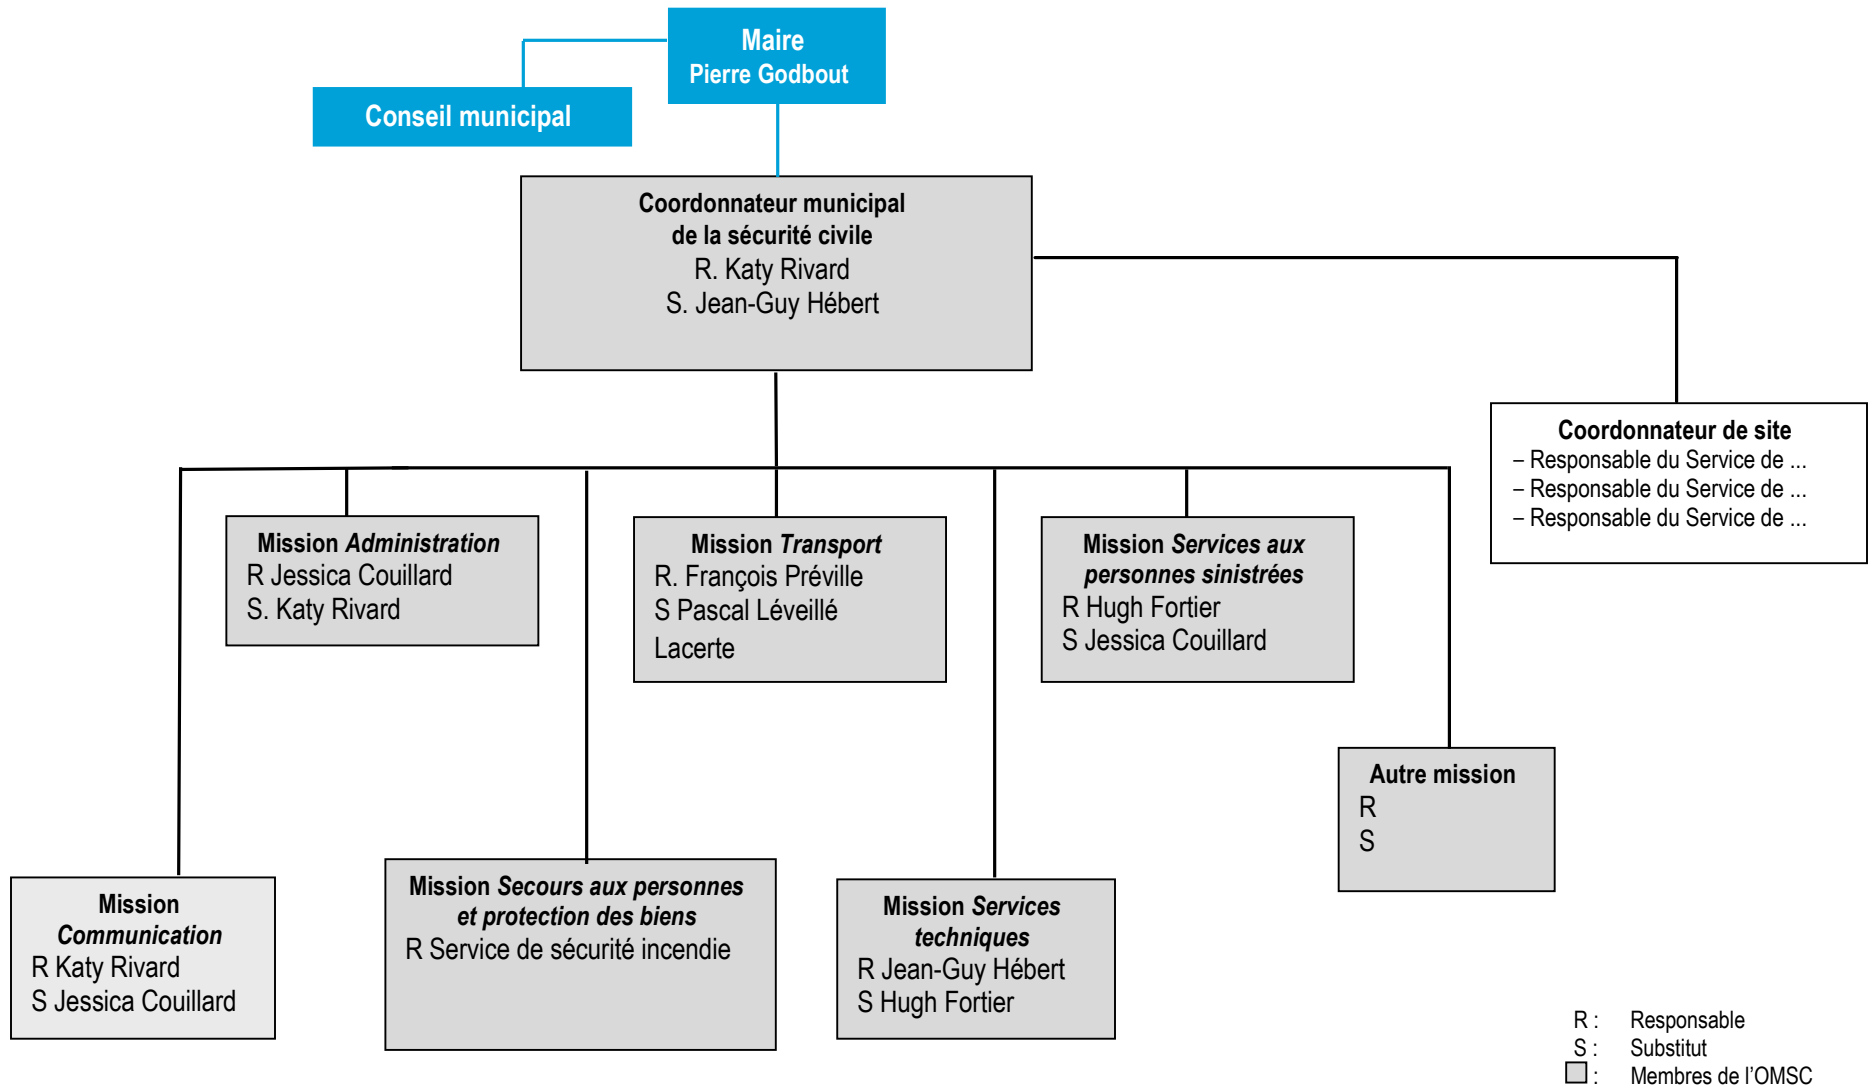 Maire
Pierre Godbout
Conseil municipal
Coordonnateur municipal
de la sécurité civile
R. Katy Rivard
S. Jean-Guy Hébert
Coordonnateur de site
– Responsable du Service de ...
– Responsable du Service de ...
– Responsable du Service de ...
Mission Administration
R Jessica Couillard
S. Katy Rivard
Mission Transport
R. François Préville
S Pascal Léveillé
Lacerte
Mission Services aux
personnes sinistrées
R Hugh Fortier
S Jessica Couillard
Autre mission
R
S
Mission
Communication
R Katy Rivard
S Jessica Couillard
Mission Secours aux personnes
et protection des biens
R Service de sécurité incendie
Mission Services
techniques
R Jean-Guy Hébert
S Hugh Fortier
R : Responsable
S : Substitut
: Membres de l’OMSC